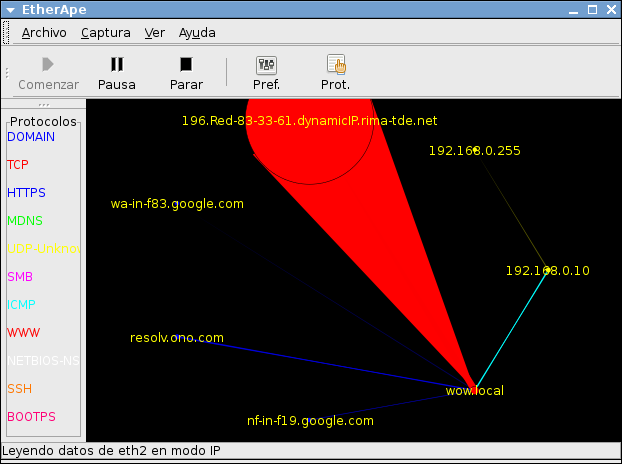 EtherApe
Archivo Captura Ver Ayuda
Comenzar Pausa Parar Pref. Prot.
Protocolos
DOMAIN
TCP
HTTPS
MDNS
UDP-Unkno
SMB
ICMP
WWW
NETBIOS-NS
SSH
BOOTPS
196.Red-83-33-61.dynamicIP.rima-tde.net
192.168.0.255
wa-in-f83.google.com
192.168.0.10
resolv.ono.com
wow.local
nf-in-f19.google.com
Leyendo datos de eth2 en modo IP